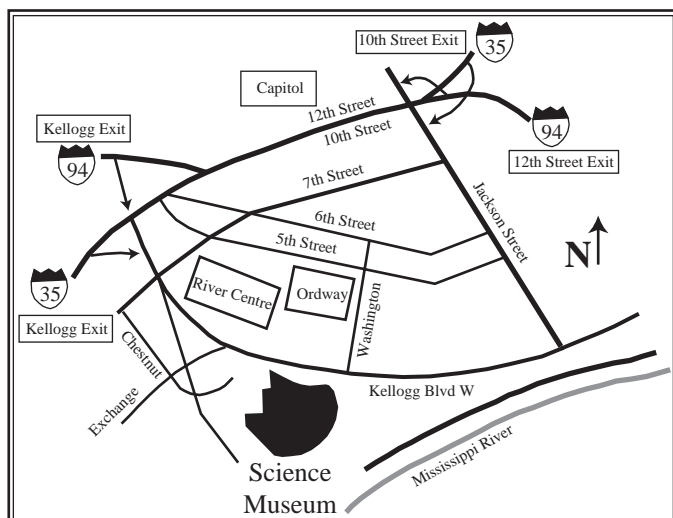 10th Street Exit
35
Capitol
12th Street
10th Street
Kellogg Exit
94
94
12th Street Exit
7th Street
6th Street
5th Street
Jackson Street
N
River Centre
Ordway
Washington
35
Kellogg Exit
Chestnut
Exchange
Kellogg Blvd W
Mississippi River
Science
Museum